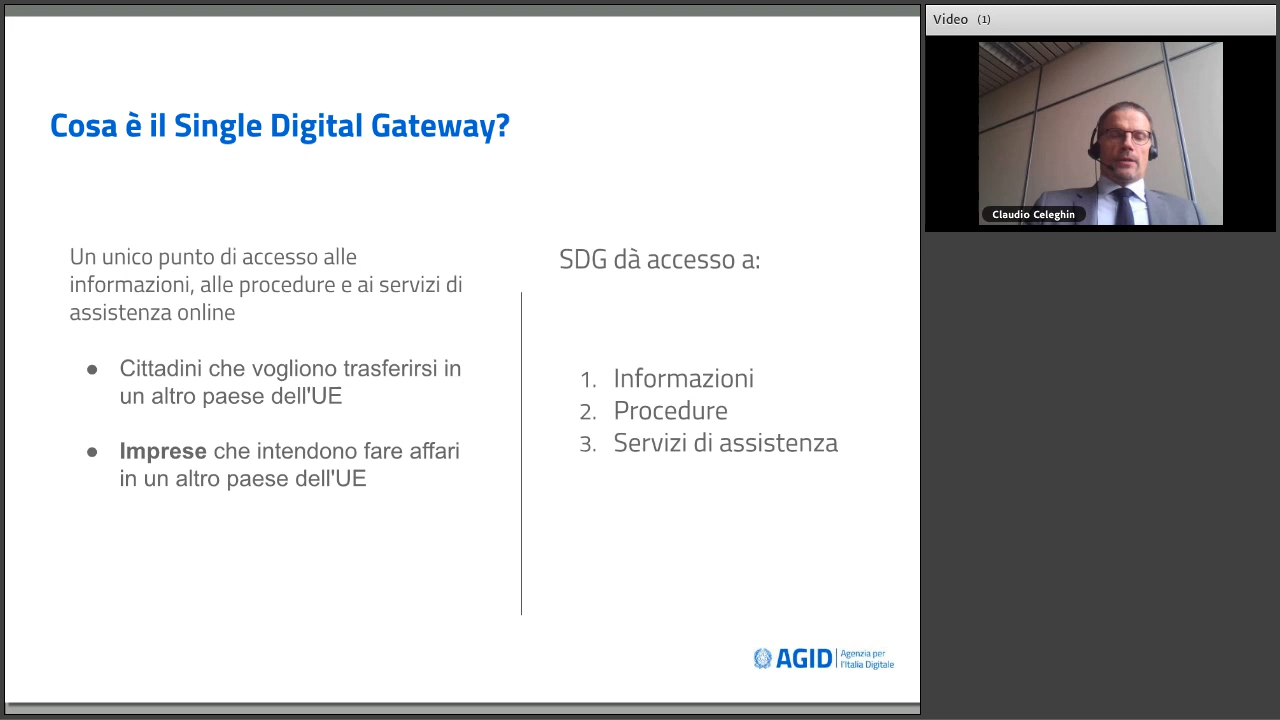 Cosa è il Single Digital Gateway?
Un unico punto di accesso alle
informazioni, alle procedure e ai servizi di
assistenza online
● Cittadini che vogliono trasferirsi in
un altro paese dell'UE
● Imprese che intendono fare affari
in un altro paese dell'UE
SDG dà accesso a:
1. Informazioni
2. Procedure
3. Servizi di assistenza
AGID
Agenzia per
l'Italia Digitale
Video (1)
Claudio Celeghin